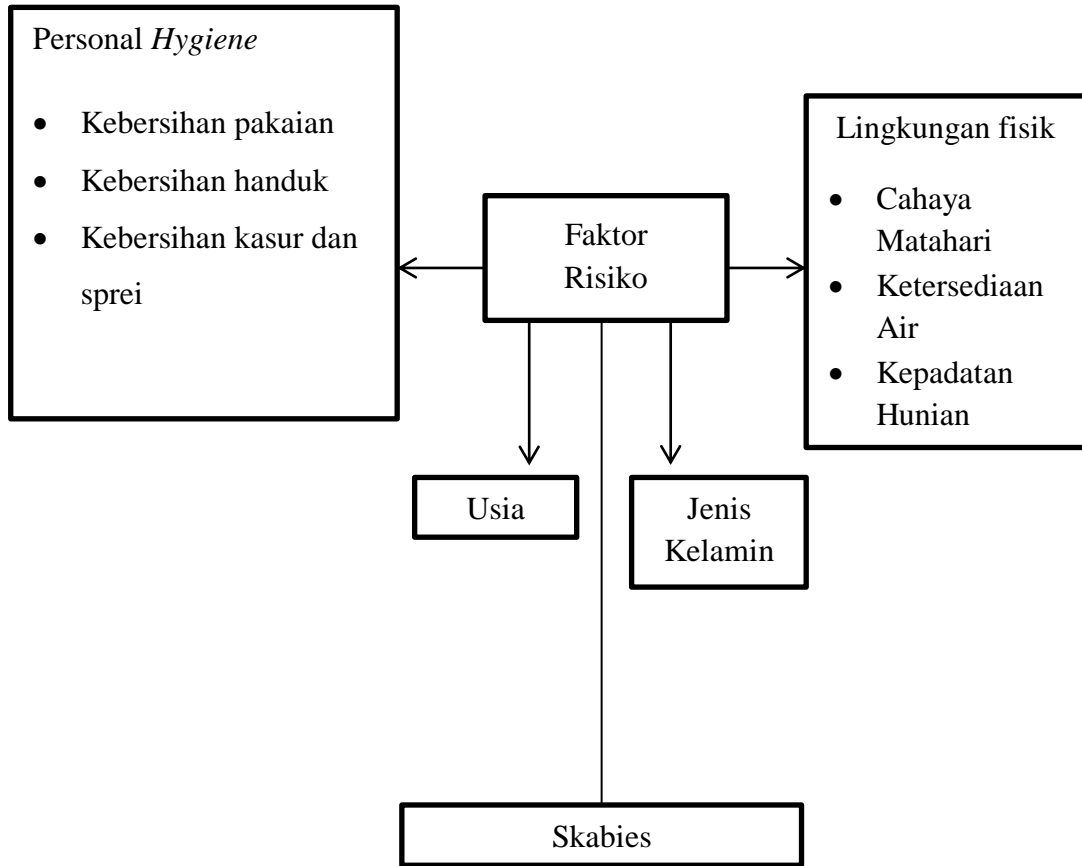 Personal Hygiene
• Kebersihan pakaian
• Kebersihan handuk
• Kebersihan kasur dan
sprei
Faktor
Risiko
Lingkungan fisik
• Cahaya
Matahari
• Ketersediaan
Air
• Kepadatan
Hunian
Usia
Jenis
Kelamin
Skabies